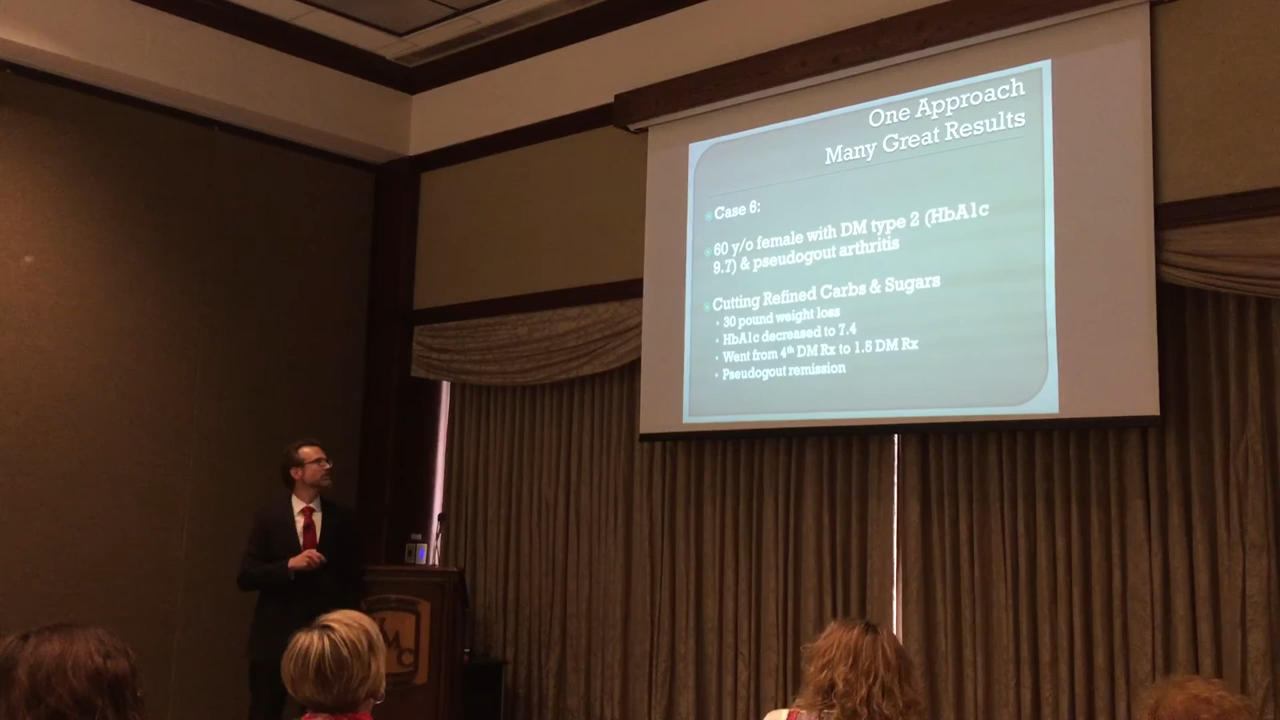 One Approach
Many Great Results
Case 6:
60 y/o female with DM type 2 (HbA1c
9.7) & pseudogout arthritis
Cutting Refined Carbs & Sugars
30 pound weight loss
HbA1c decreased to 7.4
Went from 4th DM Rx to 1.5 DM Rx
Pseudogout remission
MC